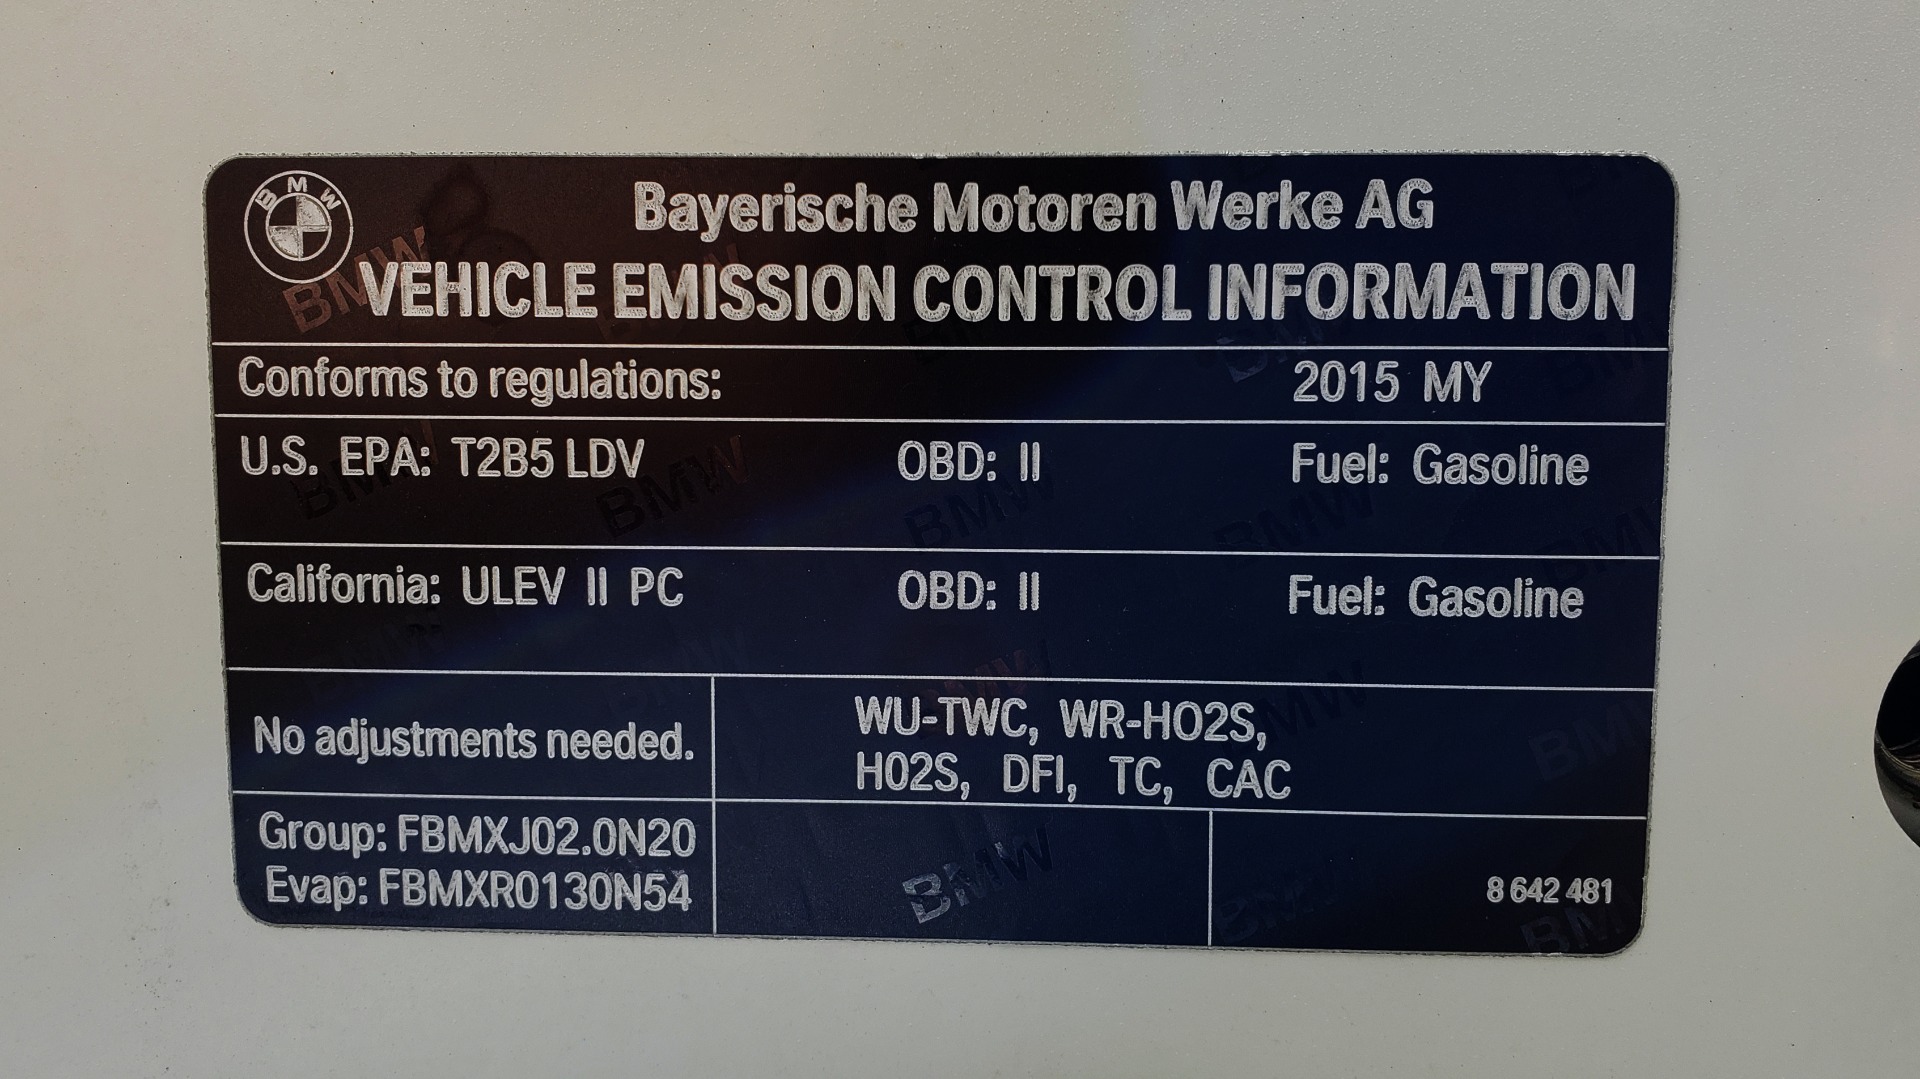 BMW
Bayerische Motoren Werke AG
VEHICLE EMISSION CONTROL INFORMATION
Conforms to regulations: 2015 MY
U.S. EPA: T2B5 LDV OBD: II Fuel: Gasoline
California: ULEV II PC OBD: II Fuel: Gasoline
No adjustments needed.
WU-TWC, WR-HO2S,
H02S, DFI, TC, CAC
Group: FBMXJ02.0N20
Evap: FBMXR0130N54
BMW
8 642 481